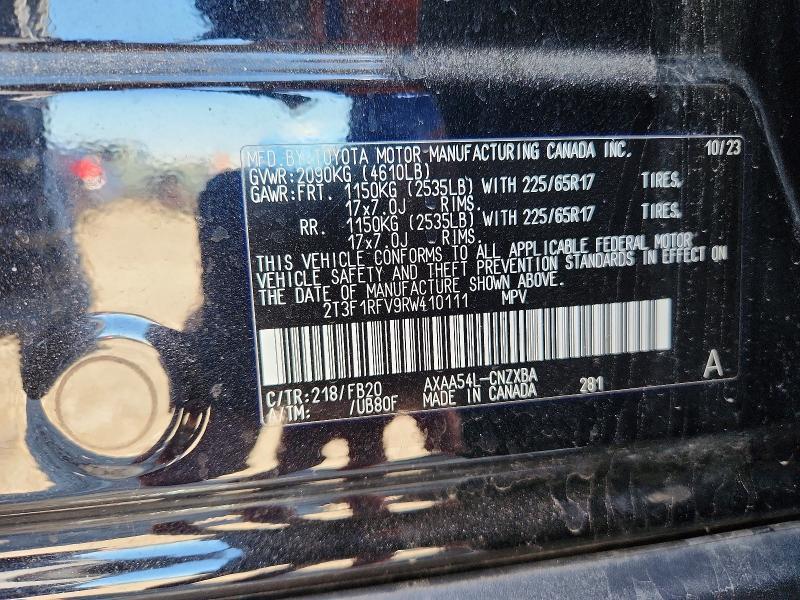 MFD. BY: TOYOTA MOTOR MANUFACTURING CANADA INC. 10/23
GVWR: 2090KG (4610LB)
GAWR: FRT. 1150KG (2535LB) WITH 225/65R17 TIRES,
17x7.0J RIMS.
RR. 1150KG (2535LB) WITH 225/65R17 TIRES,
17x7.0J RIMS.
THIS VEHICLE CONFORMS TO ALL APPLICABLE FEDERAL MOTOR
VEHICLE SAFETY AND THEFT PREVENTION STANDARDS IN EFFECT ON
THE DATE OF MANUFACTURE SHOWN ABOVE.
2T3F1RFV9RW410111 MPV
C/TR:218/FB20 AXAA54L-CNZXBA 281 A
A/TM: /UB80F MADE IN CANADA